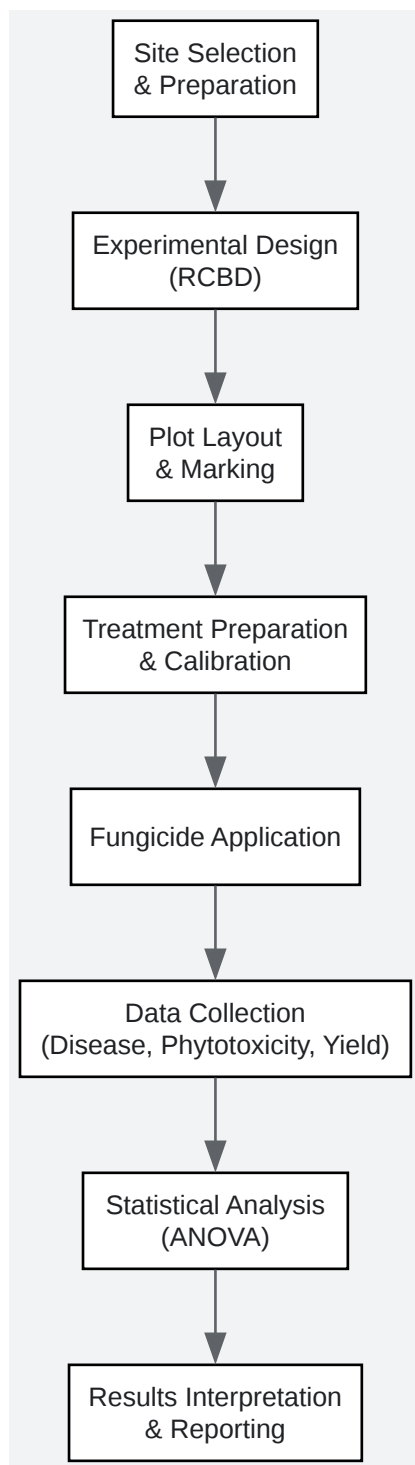 Site Selection
& Preparation
Experimental Design
(RCBD)
Plot Layout
& Marking
Treatment Preparation
& Calibration
Fungicide Application
Data Collection
(Disease, Phytotoxicity, Yield)
Statistical Analysis
(ANOVA)
Results Interpretation
& Reporting